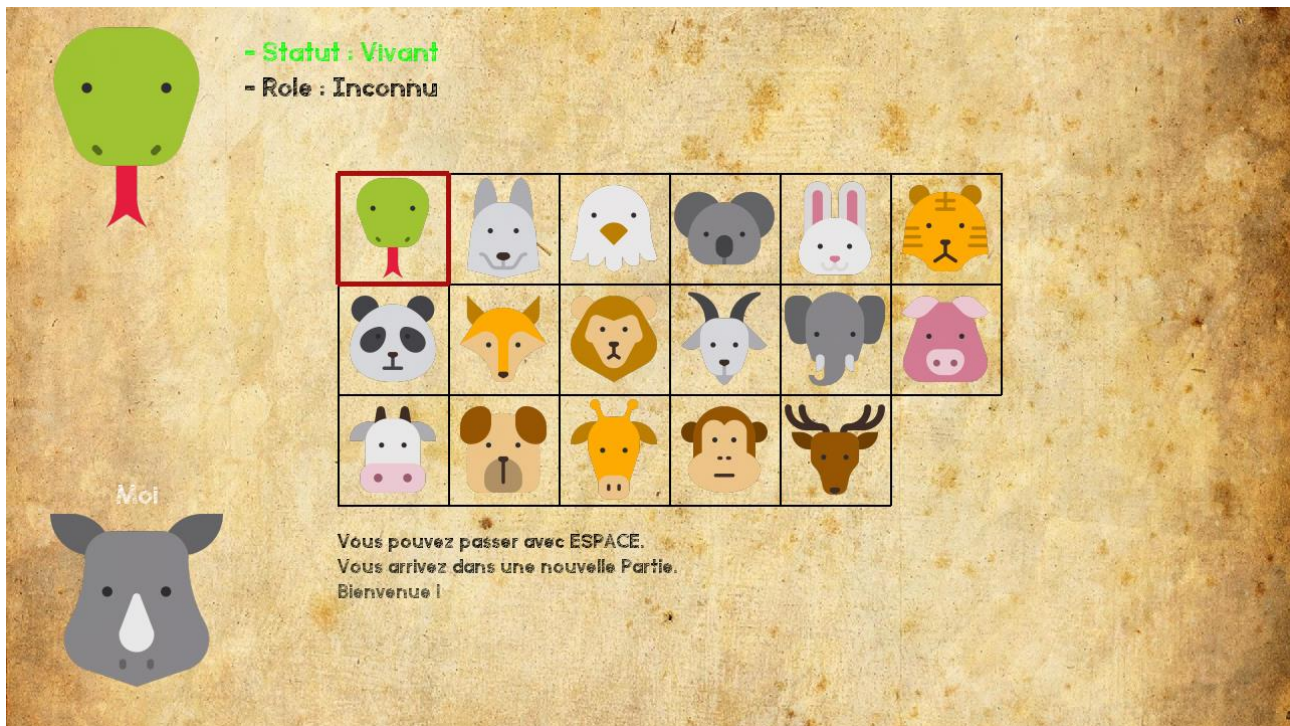 - Statut : Vivant
- Role : Inconnu
Moi
Vous pouvez passer avec ESPACE.
Vous arrivez dans une nouvelle Partie.
Bienvenue !